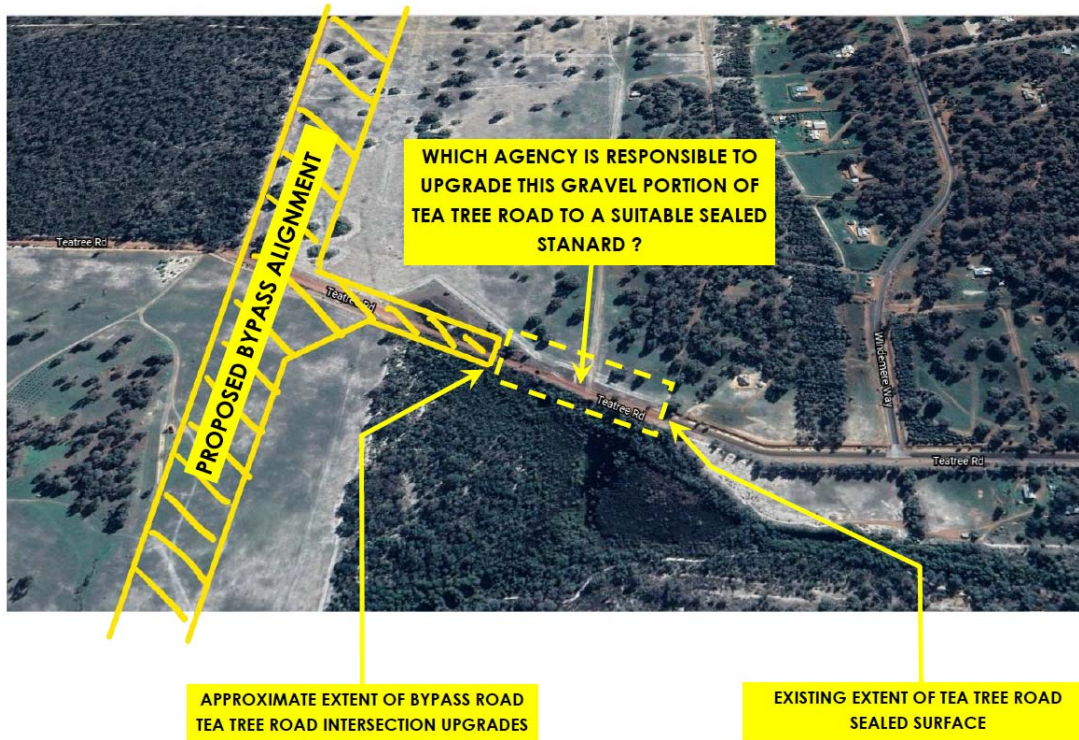 WHICH AGENCY IS RESPONSIBLE TO
UPGRADE THIS GRAVEL PORTION OF
TEA TREE ROAD TO A SUITABLE SEALED
STANARD ?
PROPOSED BYPASS ALIGNMENT
Teatree Rd
Teatree Rd
Teatree Rd
Windemere Way
Teatree Rd
APPROXIMATE EXTENT OF BYPASS ROAD
TEA TREE ROAD INTERSECTION UPGRADES
EXISTING EXTENT OF TEA TREE ROAD
SEALED SURFACE